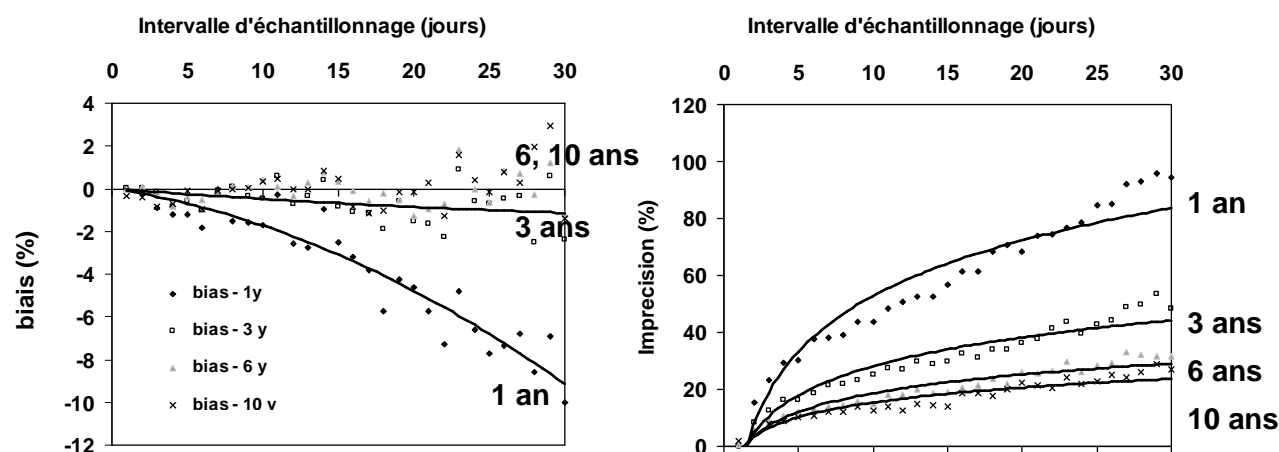 Intervalle d'échantillonnage (jours)
0 5 10 15 20 25 30
4
2
0
-2
-4
-6
-8
-10
-12
biais (%)
6, 10 ans
3 ans
1 an
bias - 1y
bias - 3 y
bias - 6 y
bias - 10 v
Intervalle d'échantillonnage (jours)
0 5 10 15 20 25 30
120
100
80
60
40
20
0
Imprecision (%)
1 an
3 ans
6 ans
10 ans